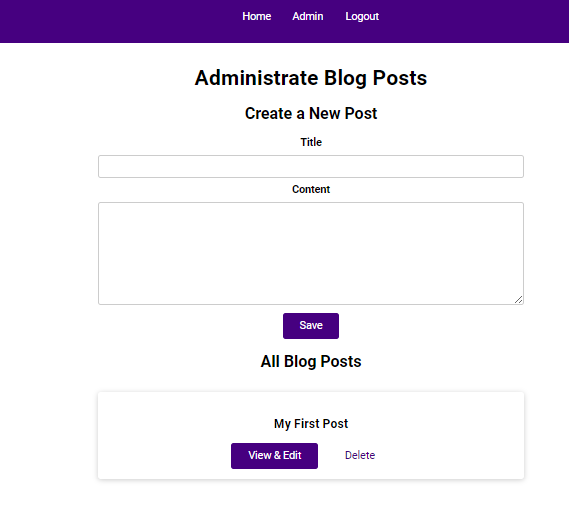 Home Admin Logout
Administrate Blog Posts
Create a New Post
Title
Content
Save
All Blog Posts
My First Post
View & Edit Delete